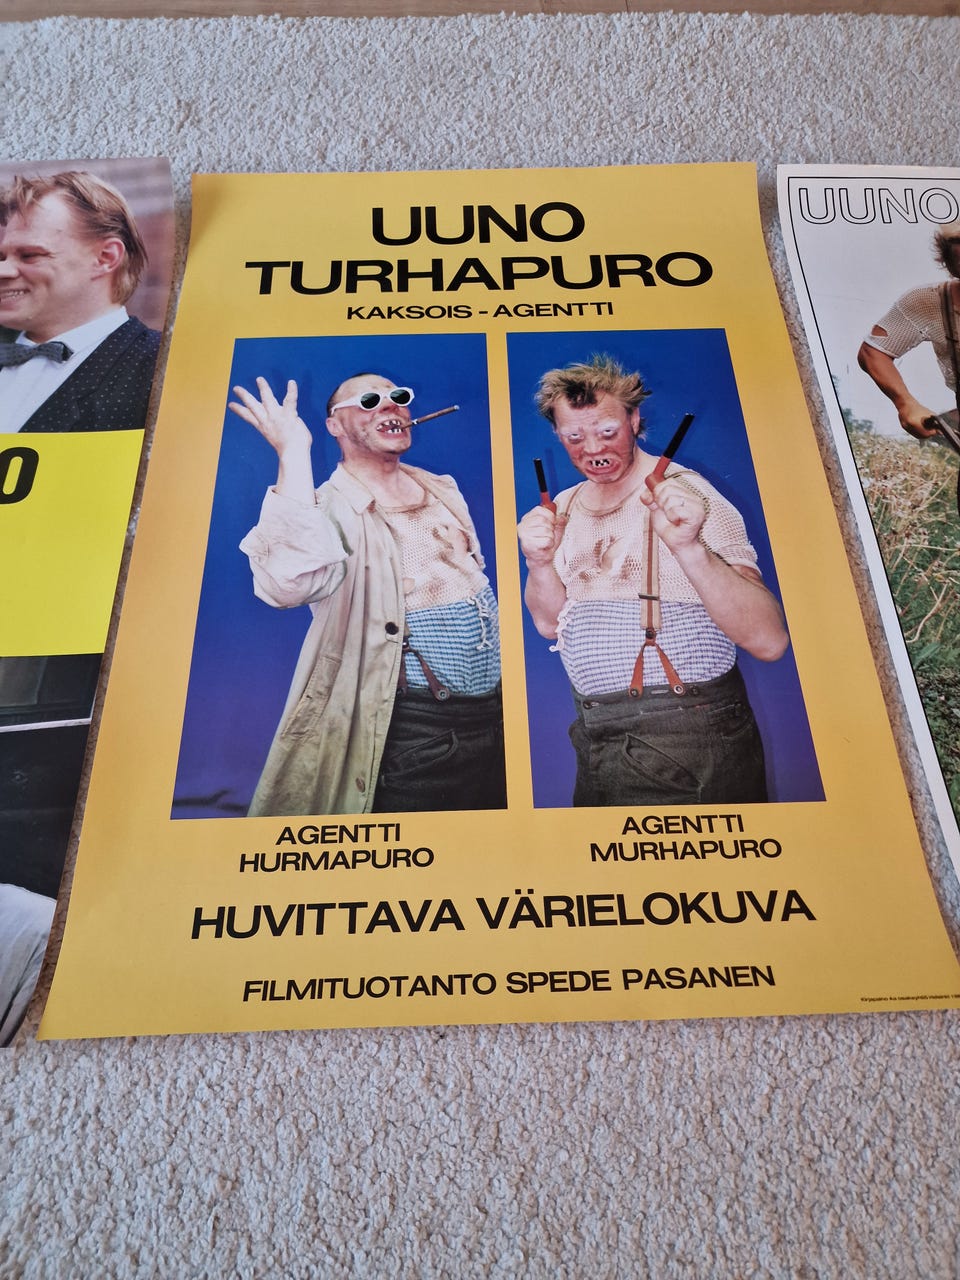 UUNO
TURHAPURO
KAKSOIS - AGENTTI
AGENTTI
HURMAPURO
AGENTTI
MURHAPURO
HUVITTAVA VÄRIELOKUVA
FILMITUOTANTO SPEDE PASANEN
O
UUNO